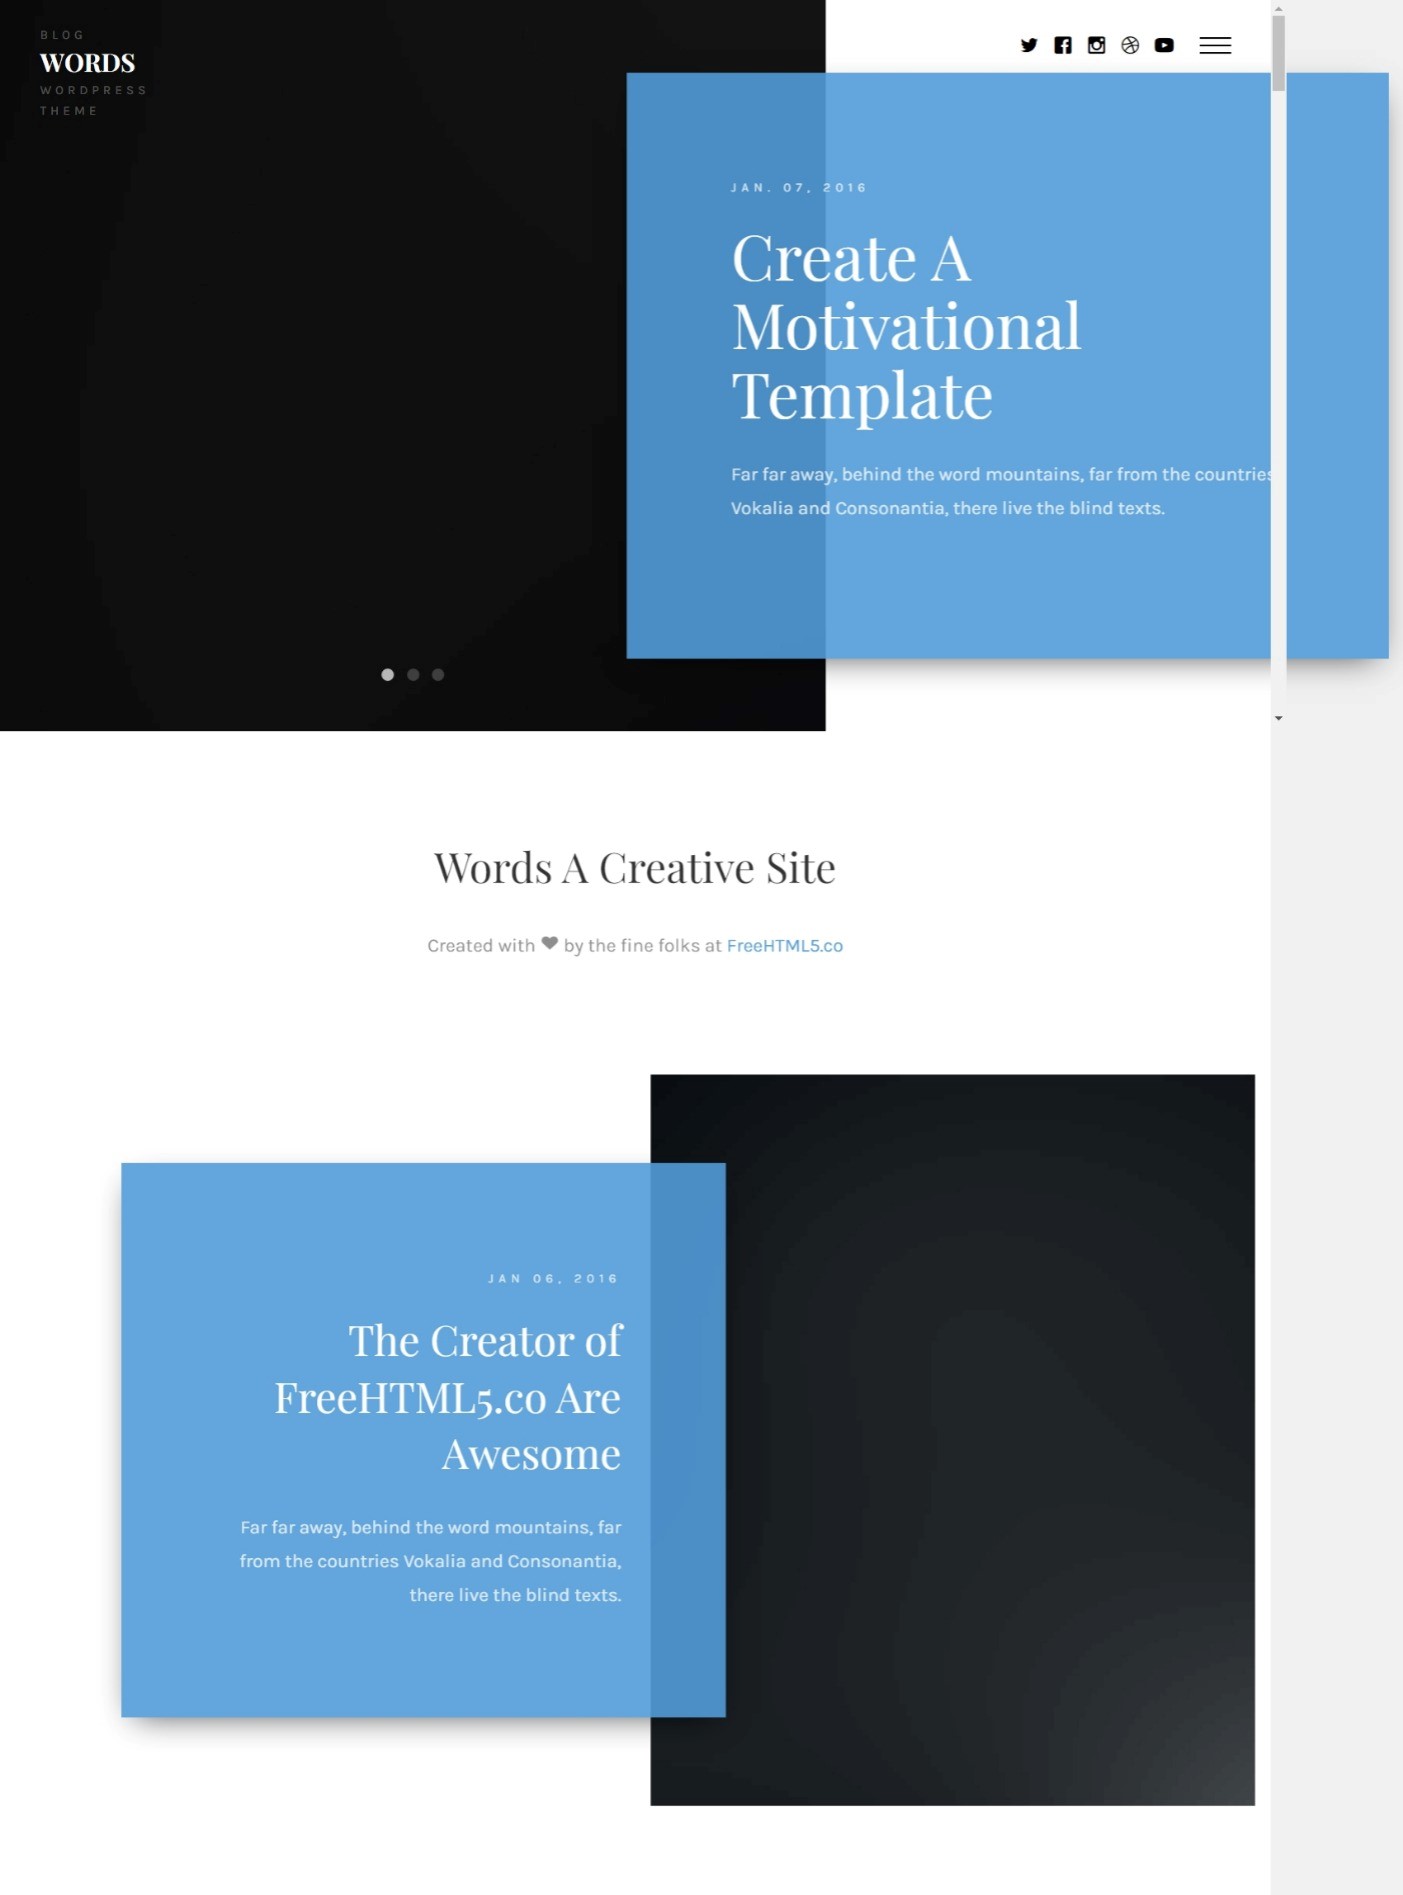 BLOG
WORDS
WORDPRESS
THEME
JAN. 07, 2016
Create A
Motivational
Template
Far far away, behind the word mountains, far from the countries
Vokalia and Consonantia, there live the blind texts.
Words A Creative Site
Created with ❤ by the fine folks at FreeHTML5.co
JAN 06, 2016
The Creator of
FreeHTML5.co Are
Awesome
Far far away, behind the word mountains, far
from the countries Vokalia and Consonantia,
there live the blind texts.